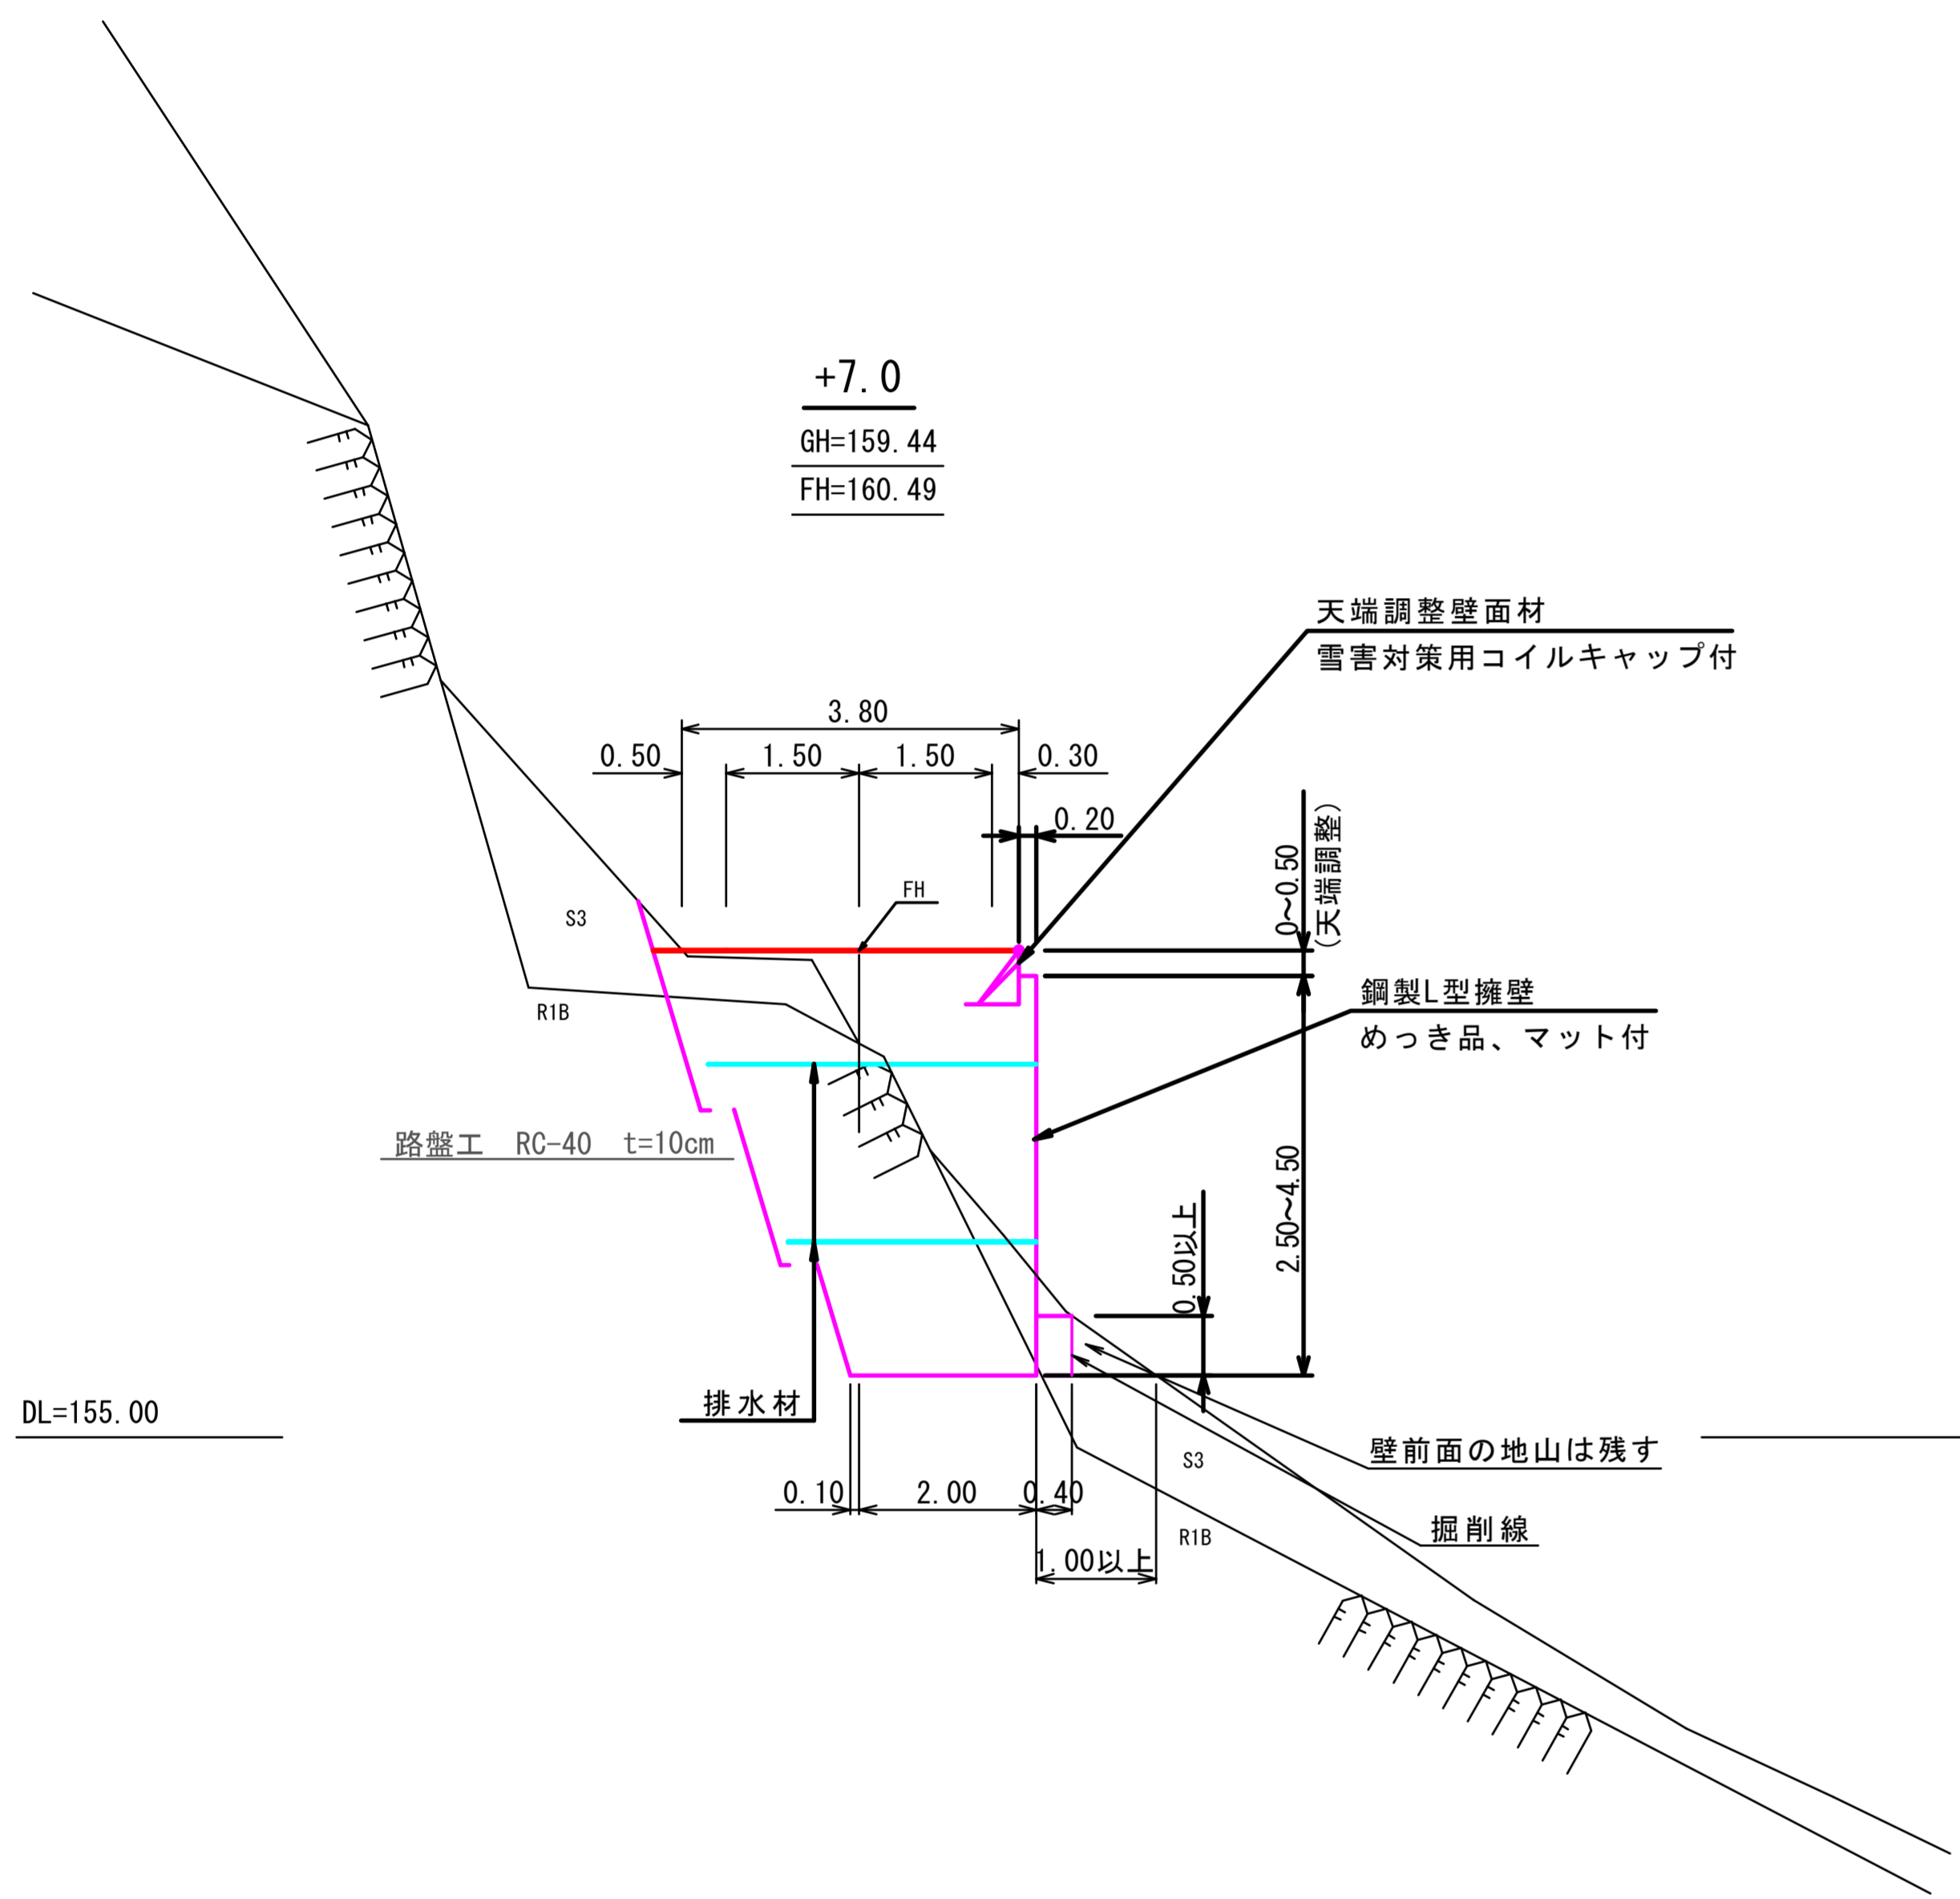 +7.0
GH=159.44
FH=160.49
天端調整壁面材
雪害対策用コイルキャップ付
3.80
0.50
1.50
1.50
0.30
0.20
0~0.50
(天端調整)
FH
S3
R1B
鋼製L型擁壁
めっき品、マット付
路盤工 RC-40 t=10cm
2.50~4.50
0.50以上
排水材
DL=155.00
壁前面の地山は残す
S3
0.10
2.00
0.40
掘削線
R1B
1.00以上